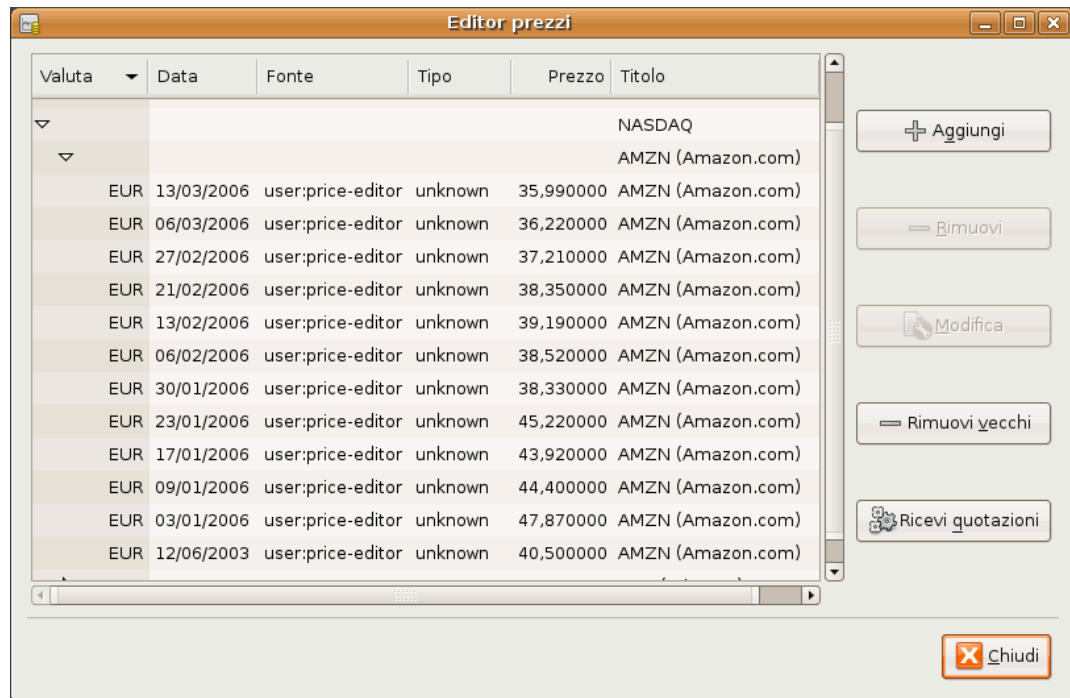 Editor prezzi
Valuta Data Fonte Tipo Prezzo Titolo
NASDAQ
AMZN (Amazon.com)
EUR 13/03/2006 user:price-editor unknown 35,990000 AMZN (Amazon.com)
EUR 06/03/2006 user:price-editor unknown 36,220000 AMZN (Amazon.com)
EUR 27/02/2006 user:price-editor unknown 37,210000 AMZN (Amazon.com)
EUR 21/02/2006 user:price-editor unknown 38,350000 AMZN (Amazon.com)
EUR 13/02/2006 user:price-editor unknown 39,190000 AMZN (Amazon.com)
EUR 06/02/2006 user:price-editor unknown 38,520000 AMZN (Amazon.com)
EUR 30/01/2006 user:price-editor unknown 38,330000 AMZN (Amazon.com)
EUR 23/01/2006 user:price-editor unknown 45,220000 AMZN (Amazon.com)
EUR 17/01/2006 user:price-editor unknown 43,920000 AMZN (Amazon.com)
EUR 09/01/2006 user:price-editor unknown 44,400000 AMZN (Amazon.com)
EUR 03/01/2006 user:price-editor unknown 47,870000 AMZN (Amazon.com)
EUR 12/06/2003 user:price-editor unknown 40,500000 AMZN (Amazon.com)
Aggiungi
Rimuovi
Modifica
Rimuovi vecchi
Ricevi quotazioni
Chiudi